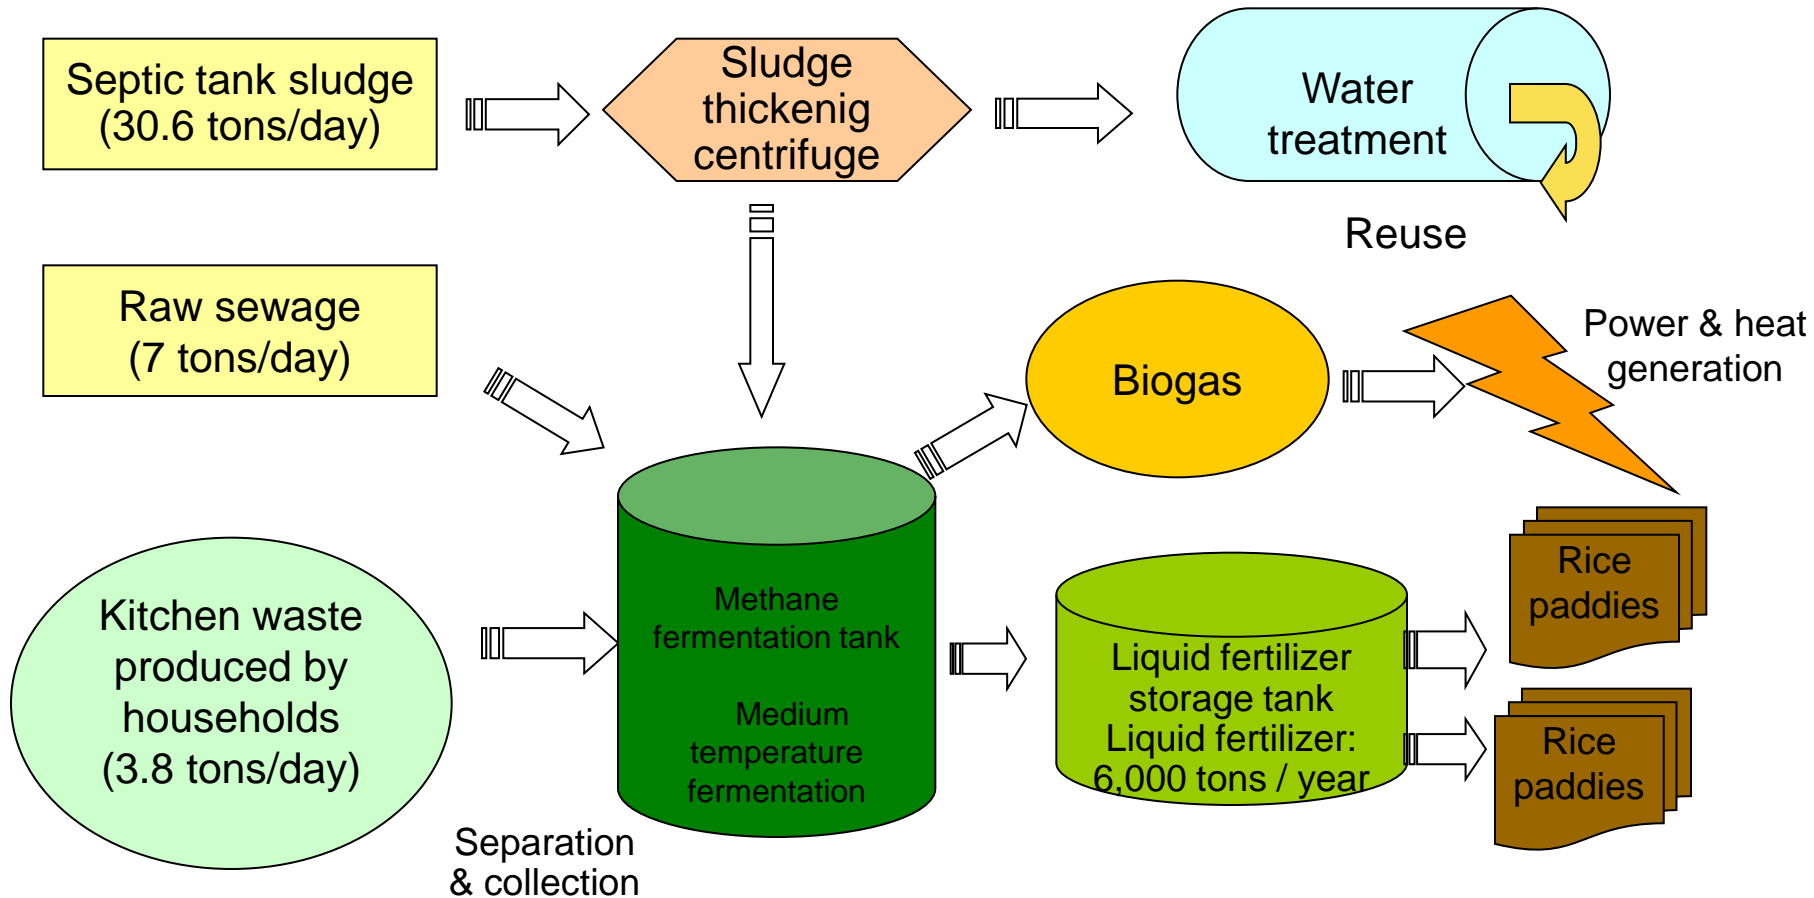 Septic tank sludge
(30.6 tons/day)
Sludge
thickenig
centrifuge
Water
treatment
Reuse
Raw sewage
(7 tons/day)
Biogas
Power & heat
generation
Kitchen waste
produced by
households
(3.8 tons/day)
Separation
& collection
Methane
fermentation tank
Medium
temperature
fermentation
Liquid fertilizer
storage tank
Liquid fertilizer:
6,000 tons / year
Rice
paddies
Rice
paddies